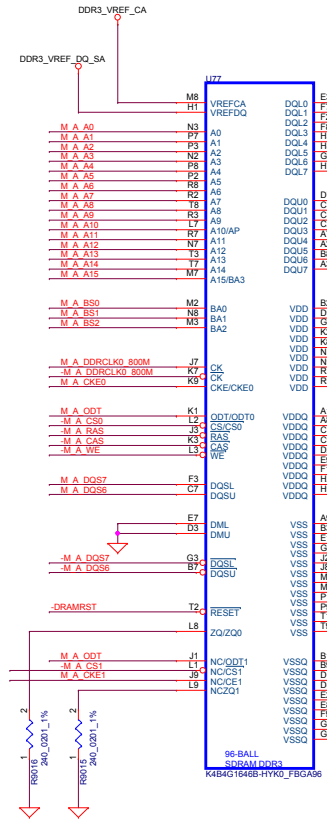 DDR3_VREF_CA
DDR3_VREF_DQ_SA
U77
M8 VREFCA
H1 VREFDQ
M_A_A0 N3 A0
M_A_A1 P7 A1
M_A_A2 P3 A2
M_A_A3 N2 A3
M_A_A4 P8 A4
M_A_A5 P2 A5
M_A_A6 R8 A6
M_A_A7 R2 A7
M_A_A8 T8 A8
M_A_A9 R3 A9
M_A_A10 L7 A10/AP
M_A_A11 R7 A11
M_A_A12 N7 A12
M_A_A13 T3 A13
M_A_A14 T7 A14
M_A_A15 M7 A15/BA3
M_A_BS0 M2 BA0
M_A_BS1 N8 BA1
M_A_BS2 M3 BA2
M_A_DDRCLK0_800M J7 CK
-M_A_DDRCLK0_800M K7 CK
M_A_CKE0 K9 CKE/CKE0
M_A_ODT K1 ODT/ODT0
-M_A_CS0 L2 CS/CS0
-M_A_RAS J3 RAS
-M_A_CAS K3 CAS
-M_A_WE L3 WE
M_A_DQS7 F3 DQSL
M_A_DQS6 C7 DQSU
E7 DML
D3 DMU
-M_A_DQS7 G3 DQSL
-M_A_DQS6 B7 DQSU
-DRAMRST T2 RESET
L8 ZQ/ZQ0
M_A_ODT J1 NC/ODT1
-M_A_CS1 L1 NC/CS1
M_A_CKE1 J9 NC/CE1
L9 NCZQ1
DQL0
DQL1
DQL2
DQL3
DQL4
DQL5
DQL6
DQL7
DQU0
DQU1
DQU2
DQU3
DQU4
DQU5
DQU6
DQU7
VDD
VDD
VDD
VDD
VDD
VDD
VDD
VDD
VDD
VDDQ
VDDQ
VDDQ
VDDQ
VDDQ
VDDQ
VDDQ
VDDQ
VDDQ
VSS
VSS
VSS
VSS
VSS
VSS
VSS
VSS
VSS
VSS
VSS
VSS
VSSQ
VSSQ
VSSQ
VSSQ
VSSQ
VSSQ
VSSQ
VSSQ
VSSQ
2
1
R9016
240_0201_1%
2
1
R9015
240_0201_1%
96-BALL
SDRAM DDR3
K4B4G1646B-HYK0_FBGA96